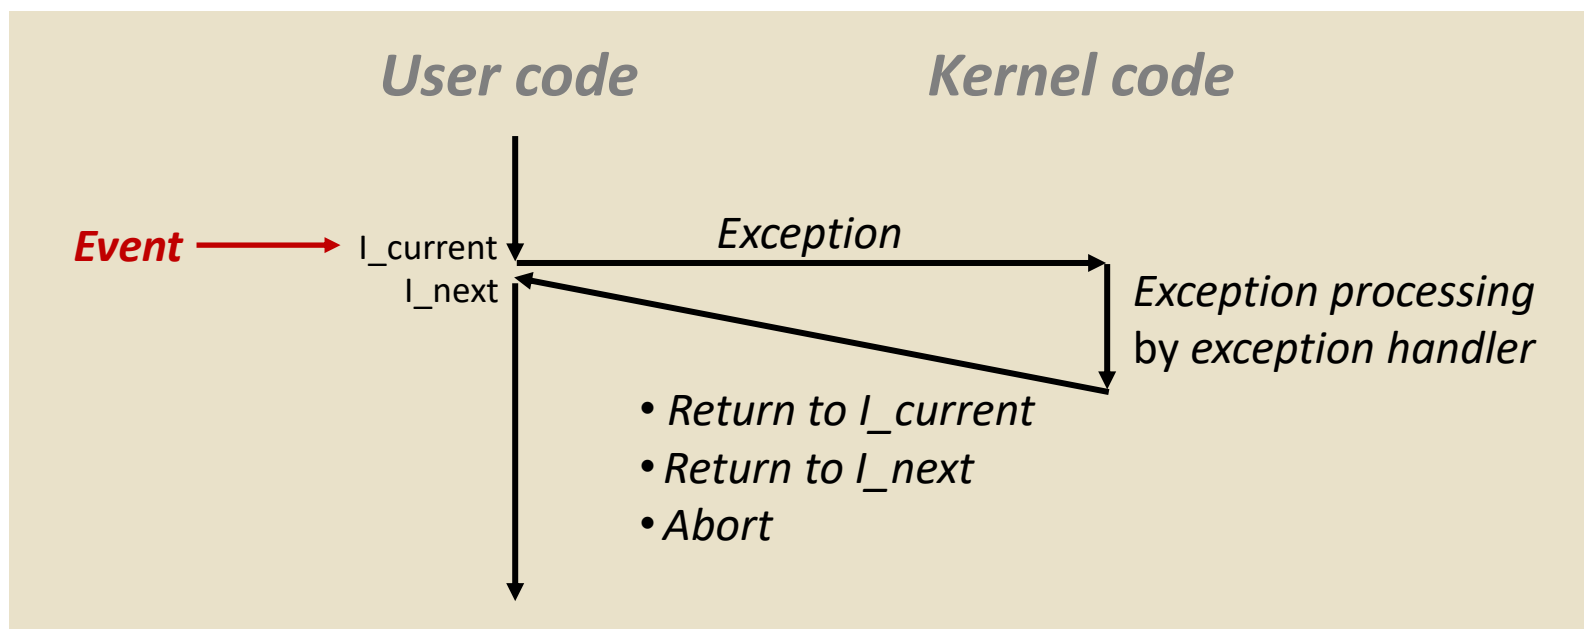 User code
Kernel code
Event
I_current
I_next
Exception
Exception processing
by exception handler
• Return to I_current
• Return to I_next
• Abort